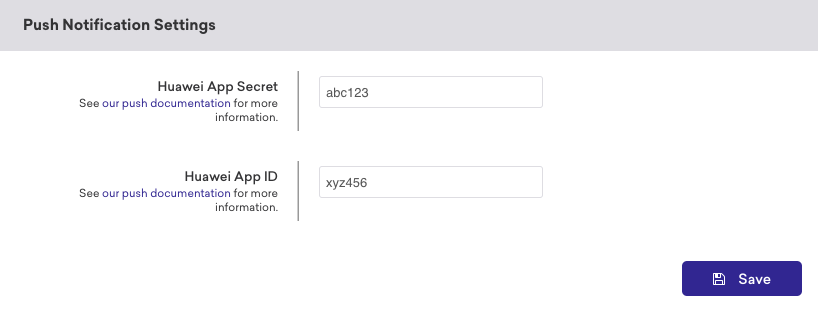 Push Notification Settings
Huawei App Secret
See our push documentation for more
information.
abc123
Huawei App ID
See our push documentation for more
information.
xyz456
Save